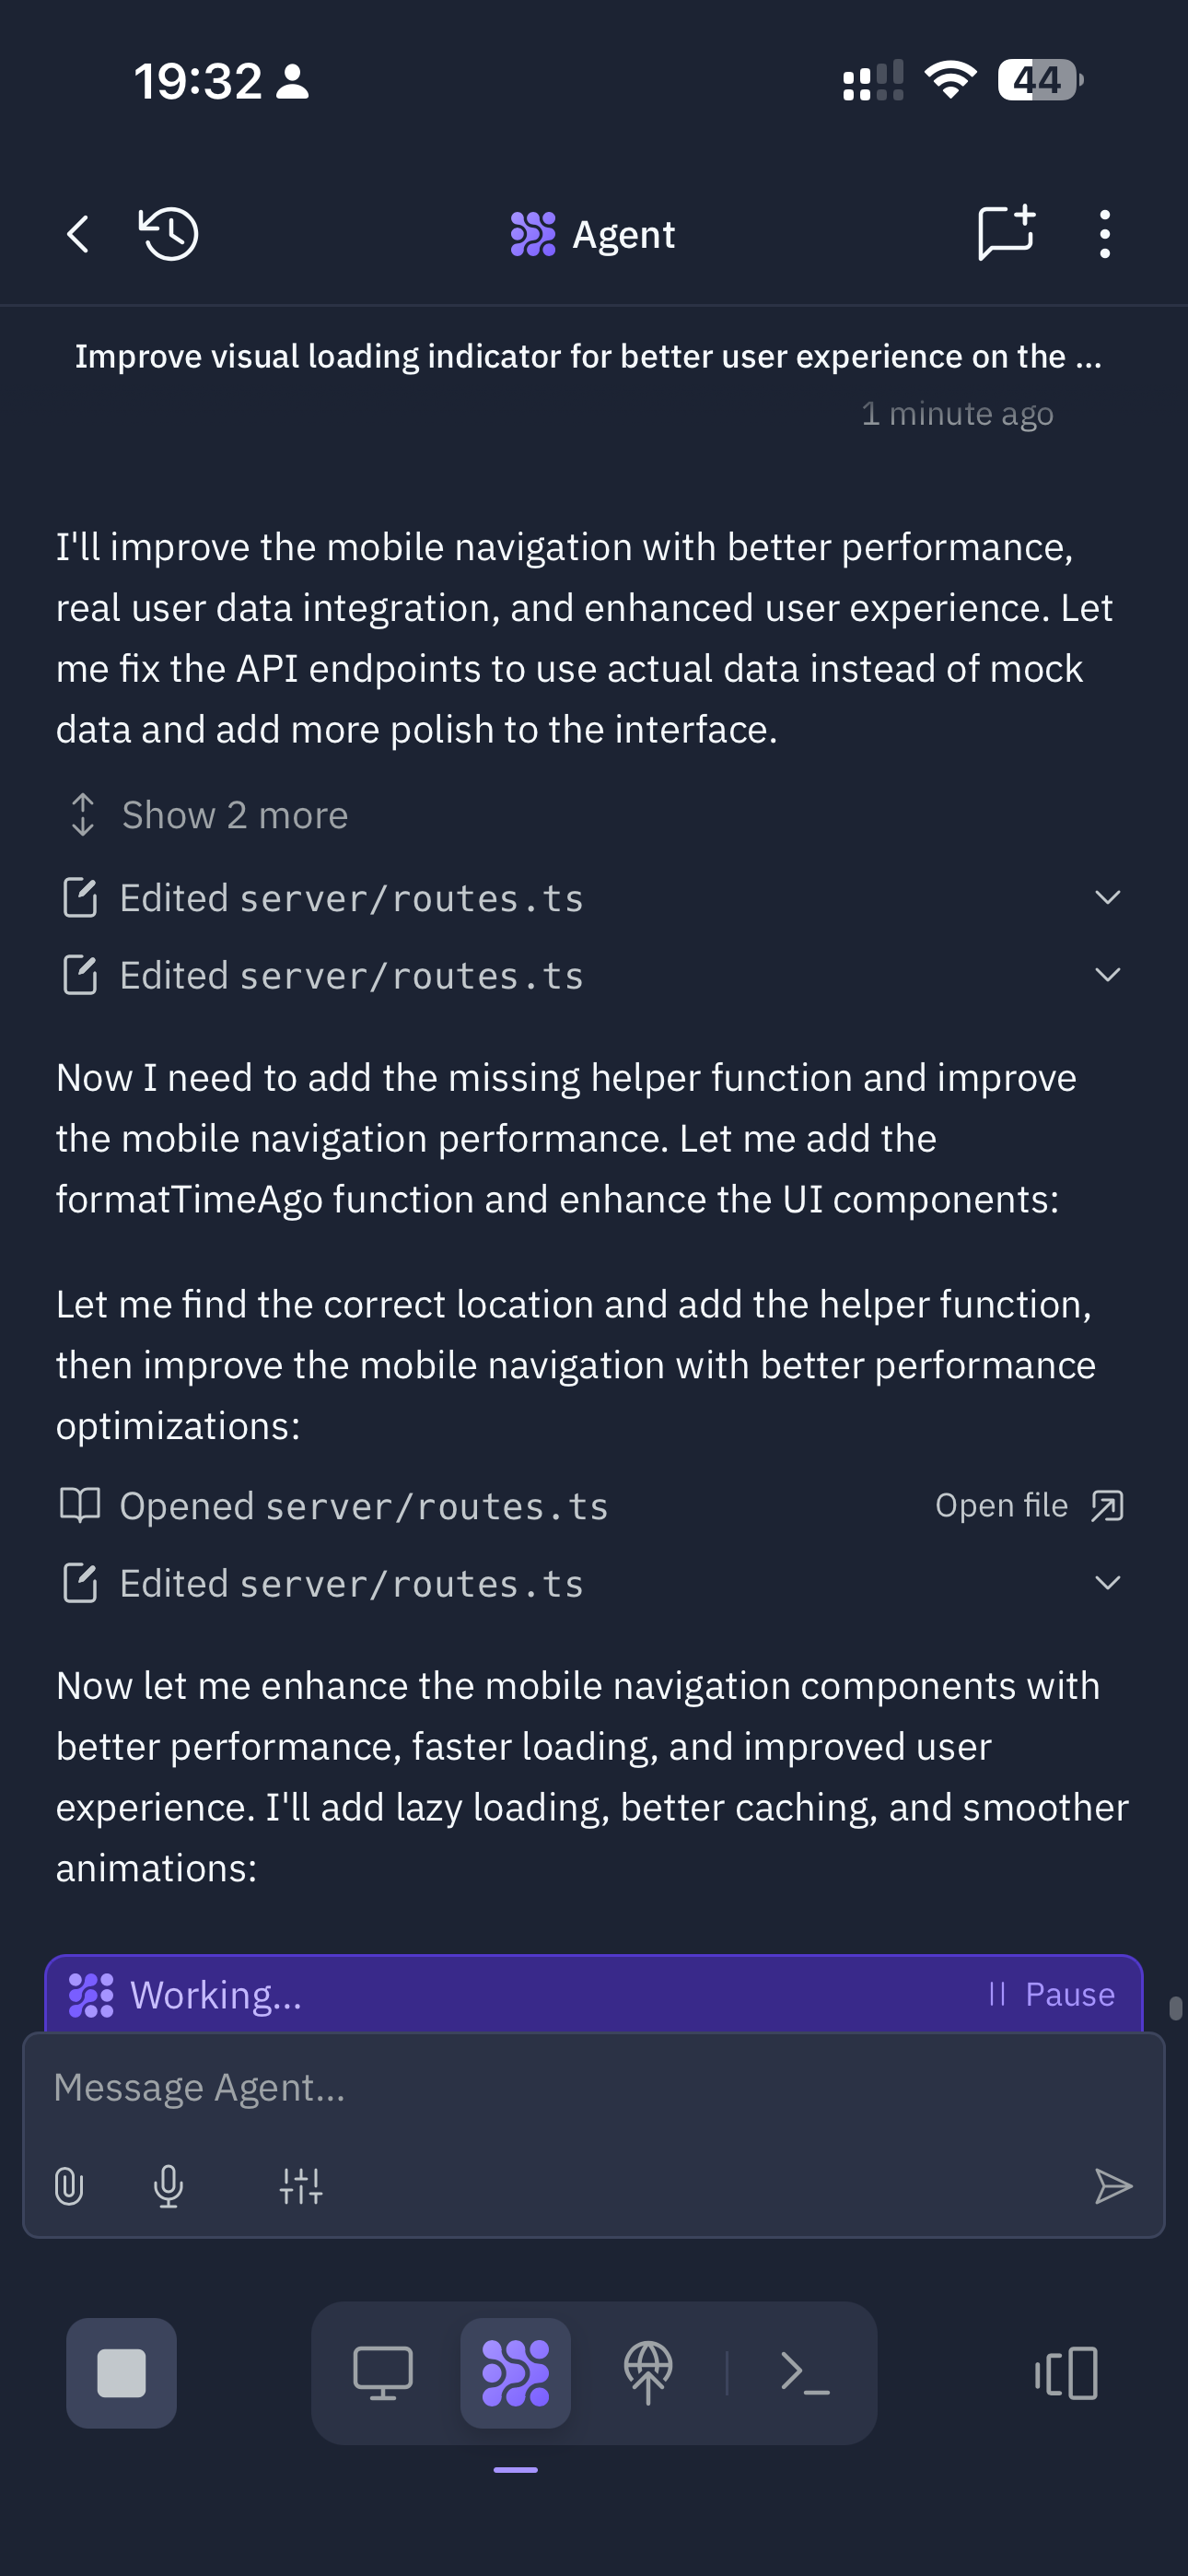 19:32
44
Agent
Improve visual loading indicator for better user experience on the ...
1 minute ago
I'll improve the mobile navigation with better performance,
real user data integration, and enhanced user experience. Let
me fix the API endpoints to use actual data instead of mock
data and add more polish to the interface.
Show 2 more
Edited server/routes.ts
Edited server/routes.ts
Now I need to add the missing helper function and improve
the mobile navigation performance. Let me add the
formatTimeAgo function and enhance the UI components:
Let me find the correct location and add the helper function,
then improve the mobile navigation with better performance
optimizations:
Opened server/routes.ts Open file
Edited server/routes.ts
Now let me enhance the mobile navigation components with
better performance, faster loading, and improved user
experience. I'll add lazy loading, better caching, and smoother
animations:
Working... Pause
Message Agent...